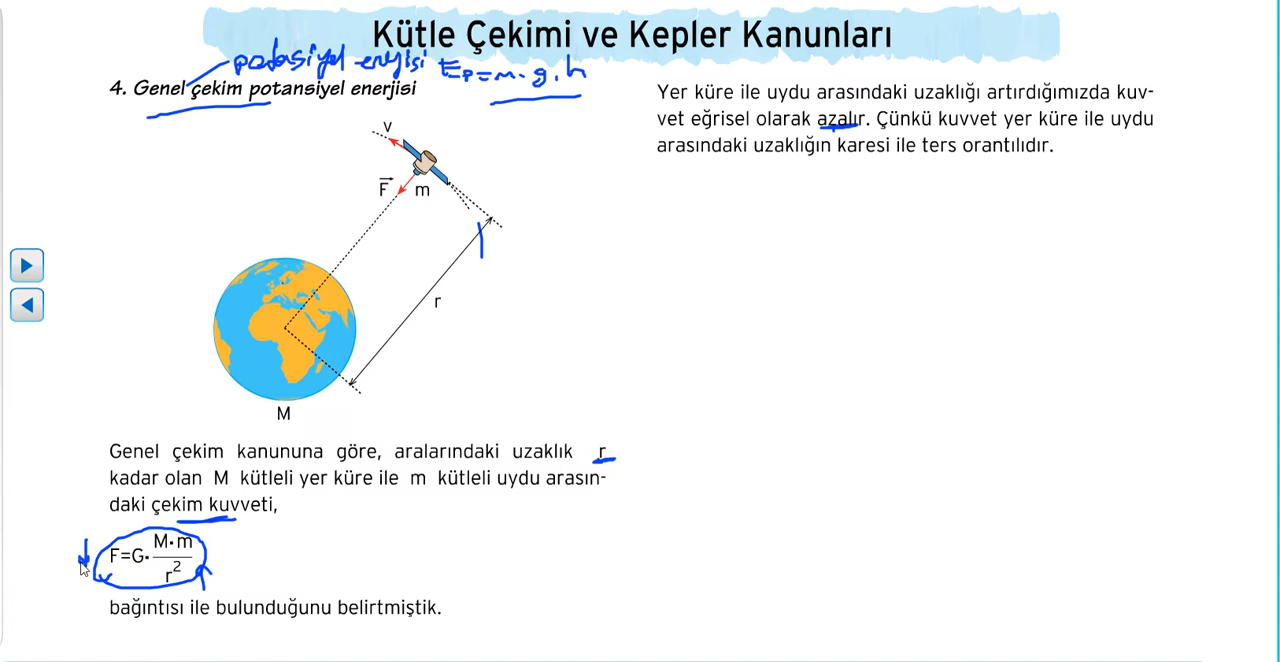 Kütle Çekimi ve Kepler Kanunları
potansiyel enerjisi Ep=m.g.h
4. Genel çekim potansiyel enerjisi
v
F m
r
M
Genel çekim kanununa göre, aralarındaki uzaklık r
kadar olan M kütleli yer küre ile m kütleli uydu arasın-
daki çekim kuvveti,
F=G·M·m/r²
bağıntısı ile bulunduğunu belirtmiştik.
Yer küre ile uydu arasındaki uzaklığı artırdığımızda kuv-
vet eğrisel olarak azalır. Çünkü kuvvet yer küre ile uydu
arasındaki uzaklığın karesi ile ters orantılıdır.